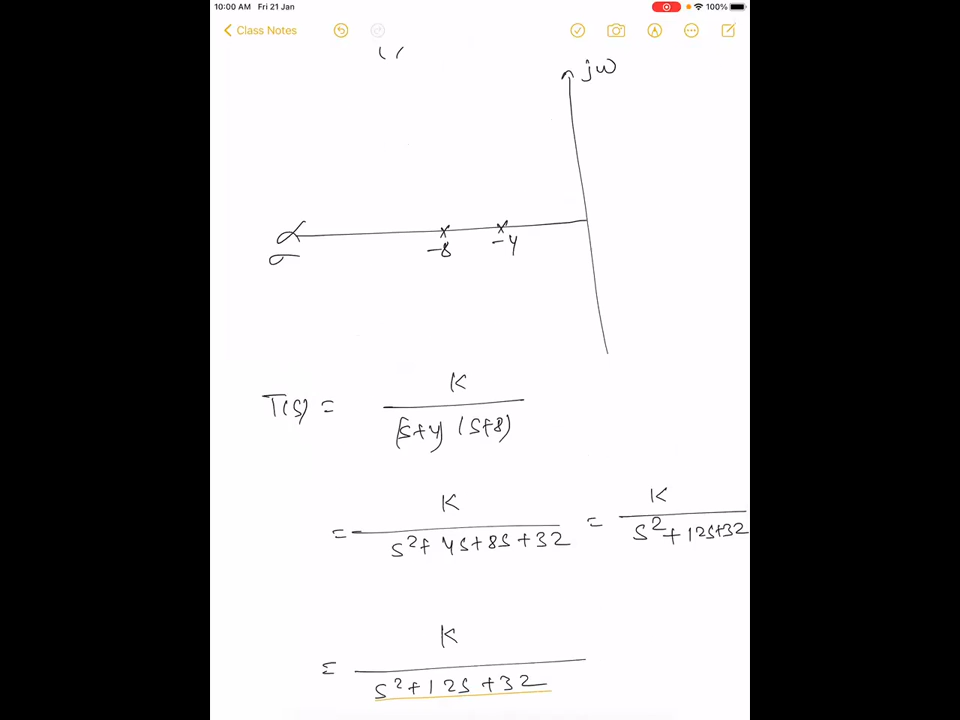 10:00 AM Fri 21 Jan 100%
Class Notes
jω
-8 -4
σ
T(s) = K / (s+4) (s+8)
= K / s²+ 4s+8s+32 = K / s²+12s+32
= K / s²+12s+32